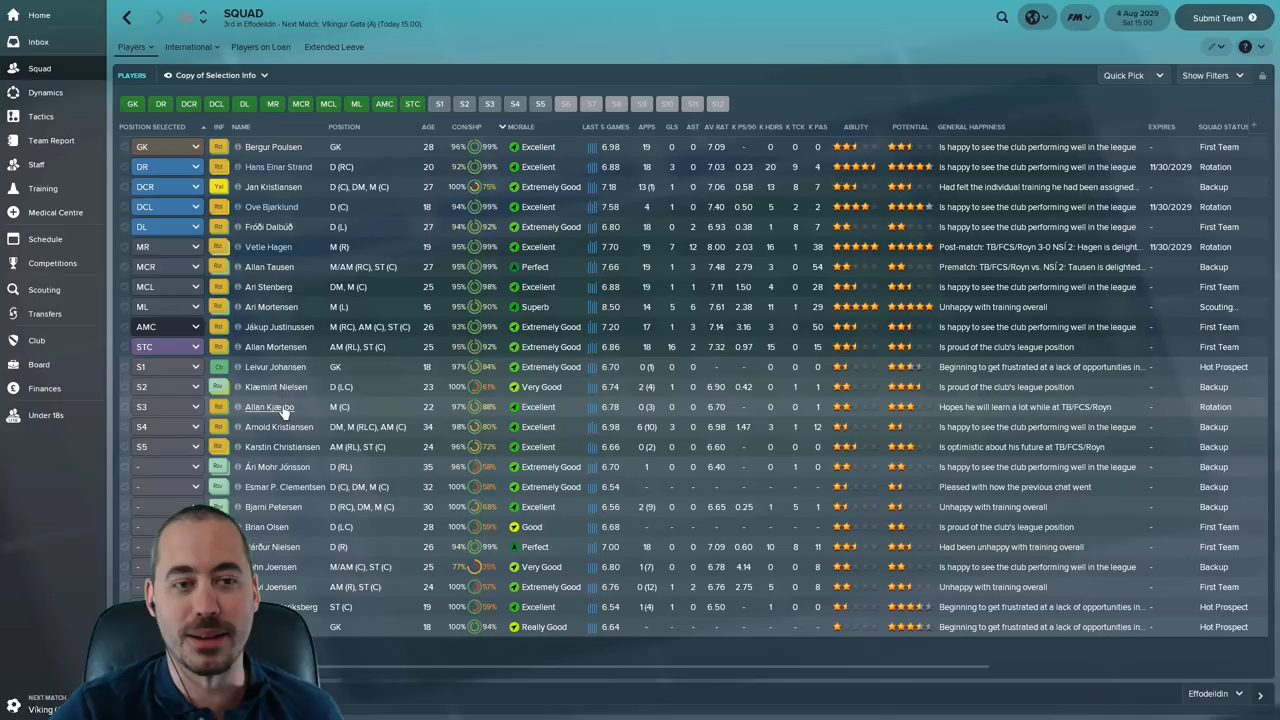 Home
Inbox
Squad
Dynamics
Tactics
Team Report
Staff
Training
Medical Centre
Schedule
Competitions
Scouting
Transfers
Club
Board
Finances
Under 18s
NEXT MATCH
SQUAD
3rd in Effodeildin - Next Match: Víkingur Gøta (A) (Today 15:00)
FM
4 Aug 2029
Sat 15:00
Submit Team
Players International Players on Loan Extended Leave
PLAYERS Copy of Selection Info Quick Pick Show Filters
GK DR DCR DCL DL MR MCR MCL ML AMC STC S1 S2 S3 S4 S5 S6 S7 S8 S9 S10 S11 S12
POSITION SELECTED INF NAME POSITION AGE CON/SHP MORALE LAST 5 GAMES APPS GLS AST AV RAT K PS/90 K HDRS K TCK K PAS ABILITY POTENTIAL GENERAL HAPPINESS EXPIRES SQUAD STATUS
GK Rst Bergur Poulsen GK 28 96% 99% Excellent 6.98 19 0 0 7.09 - 0 0 0 Is happy to see the club performing well in the league - First Team
DR Rst Hans Einar Strand D (RC) 20 92% 99% Excellent 6.88 18 3 0 7.03 0.23 20 9 4 Is happy to see the club performing well in the league 11/30/2029 Rotation
DCR Yel Jan Kristiansen D (C), DM, M (C) 27 100% 75% Extremely Good 7.18 13 (1) 1 0 7.06 0.58 13 8 7 Had felt the individual training he had been assigned... - Backup
DCL Rst Ove Bjørklund D (C) 18 94% 99% Excellent 7.58 4 1 0 7.40 0.50 5 2 2 Is happy to see the club performing well in the league 11/30/2029 Rotation
DL Rst Fróði Dalbúð D (L) 27 94% 92% Extremely Good 6.80 18 0 2 6.93 0.38 1 8 7 Is happy to see the club performing well in the league - First Team
MR Rst Vetle Hagen M (R) 19 95% 99% Excellent 7.70 19 7 12 8.00 2.03 16 1 38 Post-match: TB/FCS/Royn 3-0 NSÍ 2: Hagen is delight... 11/30/2029 Rotation
MCR Rst Allan Tausen M/AM (RC), ST (C) 27 95% 99% Perfect 7.66 19 1 3 7.48 2.79 3 0 54 Prematch: TB/FCS/Royn vs. NSÍ 2: Tausen is delighted... - Backup
MCL Rst Ari Stenberg DM, M (C) 25 95% 98% Extremely Good 6.88 19 1 1 7.11 1.50 4 0 28 Is happy to see the club performing well in the league - First Team
ML Rst Ari Mortensen M (L) 16 95% 90% Superb 8.50 14 5 6 7.71 2.38 11 1 29 Unhappy with training overall - Scouting...
AMC Rst Jákup Justinussen M (RC), AM (C), ST (C) 26 93% 99% Extremely Good 7.20 17 1 3 7.14 3.16 3 0 50 Is happy to see the club performing well in the league - First Team
STC Rst Allan Mortensen AM (RL), ST (C) 25 95% 92% Extremely Good 6.86 18 16 2 7.32 0.97 15 0 15 Is proud of the club's league position - First Team
S1 Leivur Johansen GK 18 97% 84% Extremely Good 6.70 0 (1) 0 0 - - 0 0 0 Beginning to get frustrated at a lack of opportunities in... - Hot Prospect
S2 Rsv Klæmint Nielsen D (LC) 23 100% 61% Very Good 6.74 2 (4) 1 0 6.90 0.42 0 1 1 Is proud of the club's league position - Backup
S3 Rst M (C) 22 97% 88% Excellent 6.78 0 (3) 0 0 6.70 - 0 0 1 Hopes he will learn a lot while at TB/FCS/Royn - Rotation
S4 Rst Arnold Kristiansen DM, M (RLC), AM (C) 34 98% 80% Extremely Good 6.98 6 (10) 3 0 6.98 1.47 3 1 12 Is happy to see the club performing well in the league - Backup
S5 Rst Karstin Christiansen AM (RL), ST (C) 24 96% 72% Extremely Good 6.66 0 (2) 0 0 - - 0 0 0 Is optimistic about his future at TB/FCS/Royn - Backup
- Rsv Ári Mohr Jónsson D (RL) 35 96% 58% Extremely Good 6.70 1 0 0 6.40 - 0 1 0 Is happy to see the club performing well in the league - Backup
- Rsv Esmar P. Clementsen D (C), DM, M (C) 32 100% 58% Extremely Good 6.54 Pleased with how the previous chat went - Backup
- Bjarni Petersen D (RC), DM, M (C) 30 100% 68% Excellent 6.56 2 (9) 0 0 6.65 0.25 1 5 1 Unhappy with training overall - Backup
- Brian Olsen D (LC) 28 100% 59% Good 6.68 Is proud of the club's league position - First Team
- Nielsen D (R) 26 94% 99% Perfect 7.00 18 0 0 7.09 0.60 10 8 11 Had been unhappy with training overall - First Team
- Joensen M/AM (C), ST (C) 25 77% 35% Very Good 6.80 1 (7) 0 0 6.78 4.14 0 0 8 Is happy to see the club performing well in the league - Backup
Joensen AM (R), ST (C) 24 100% 57% Extremely Good 6.76 0 (12) 1 2 6.76 2.75 5 0 8 Unhappy with training overall - First Team
ST (C) 19 100% 59% Excellent 6.54 1 (4) 1 0 6.50 - 1 0 0 Beginning to get frustrated at a lack of opportunities in... - Hot Prospect
GK 18 100% 94% Really Good 6.64 Beginning to get frustrated at a lack of opportunities in... - Hot Prospect
Effodeildin